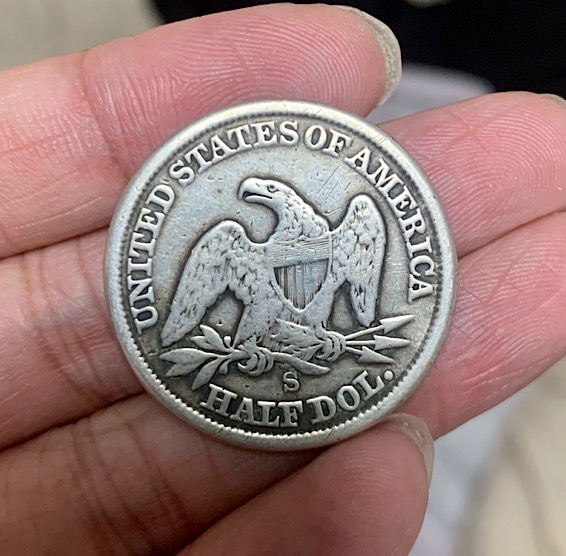 UNITED STATES OF AMERICA
S
HALF DOL.